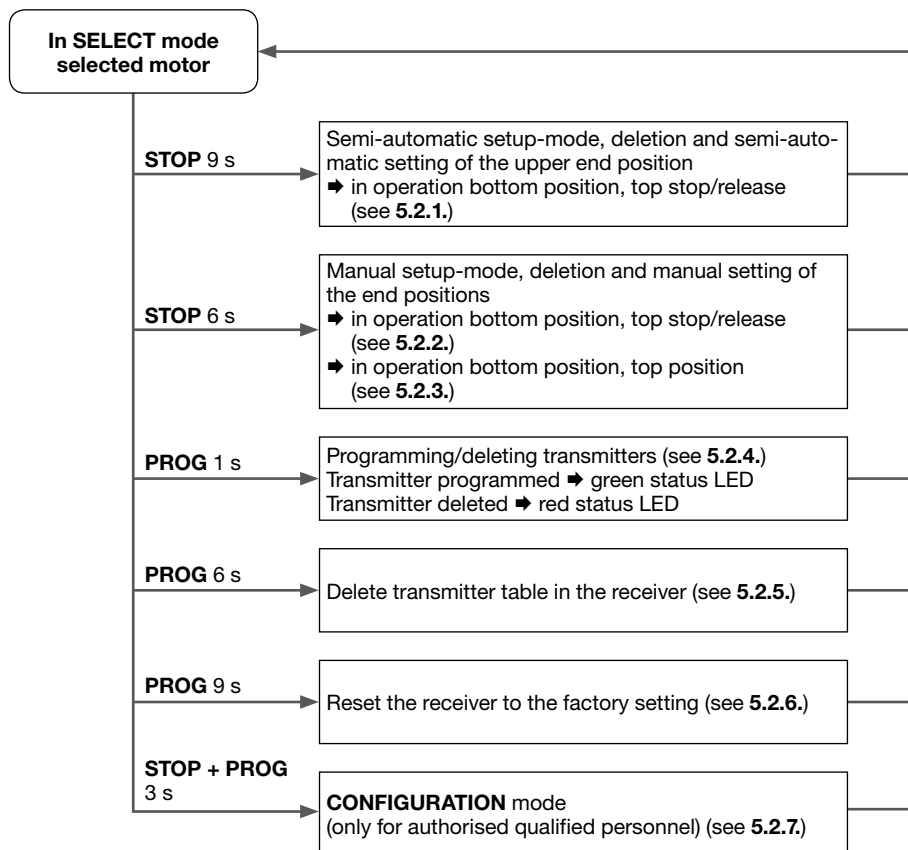 In SELECT mode
selected motor
STOP 9 s
Semi-automatic setup-mode, deletion and semi-auto-
matic setting of the upper end position
➡ in operation bottom position, top stop/release
(see 5.2.1.)
STOP 6 s
Manual setup-mode, deletion and manual setting of
the end positions
➡ in operation bottom position, top stop/release
(see 5.2.2.)
➡ in operation bottom position, top position
(see 5.2.3.)
PROG 1 s
Programming/deleting transmitters (see 5.2.4.)
Transmitter programmed ➡ green status LED
Transmitter deleted ➡ red status LED
PROG 6 s
Delete transmitter table in the receiver (see 5.2.5.)
PROG 9 s
Reset the receiver to the factory setting (see 5.2.6.)
STOP + PROG
3 s
CONFIGURATION mode
(only for authorised qualified personnel) (see 5.2.7.)